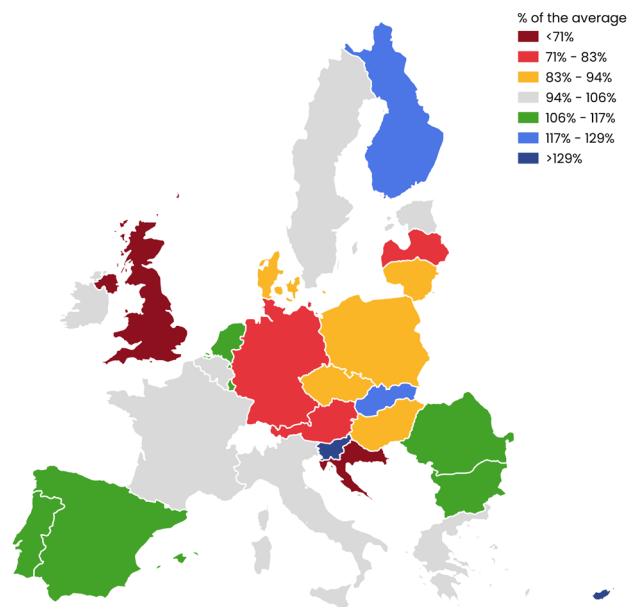 % of the average
<71%
71% - 83%
83% - 94%
94% - 106%
106% - 117%
117% - 129%
>129%